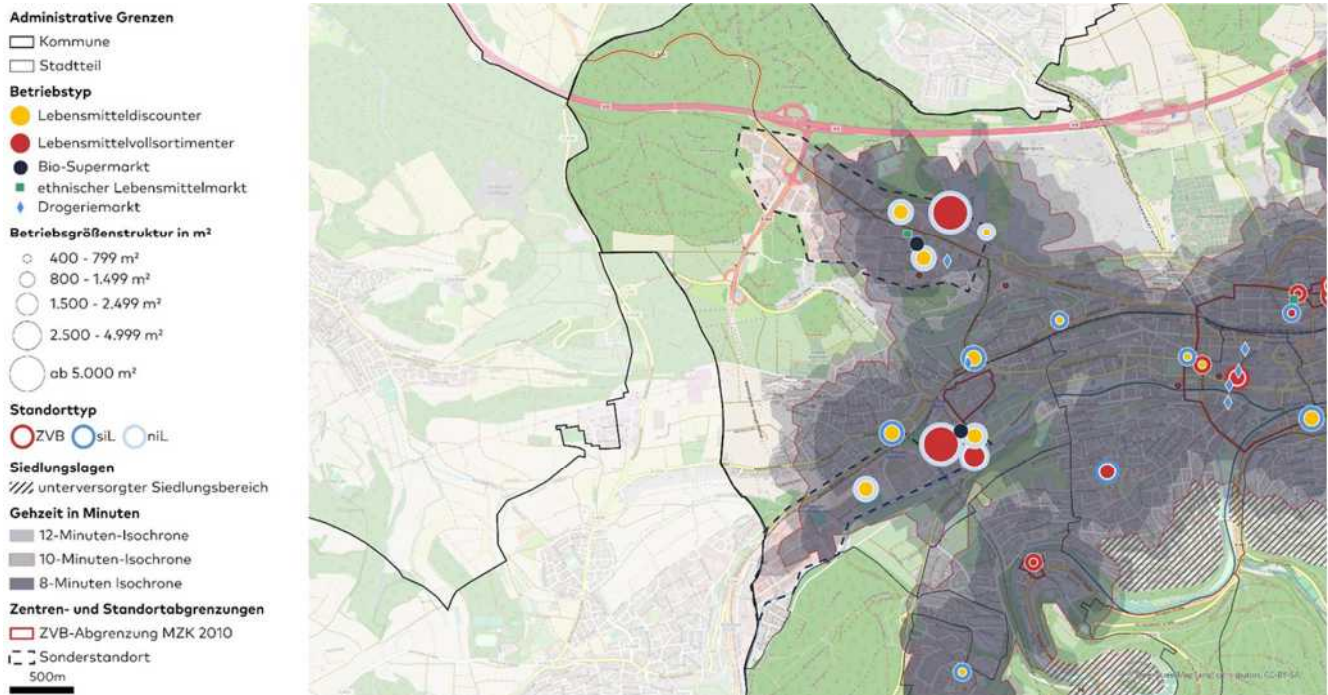 Administrative Grenzen
Kommune
Stadtteil
Betriebstyp
Lebensmitteldiscounter
Lebensmittelvollsortimenter
Bio-Supermarkt
ethnischer Lebensmittelmarkt
Drogeriemarkt
Betriebsgrößenstruktur in m²
400 - 799 m²
800 - 1.499 m²
1.500 - 2.499 m²
2.500 - 4.999 m²
ab 5.000 m²
Standorttyp
ZVB siL niL
Siedlungslagen
unterversorgter Siedlungsbereich
Gehzeit in Minuten
12-Minuten-Isochrone
10-Minuten-Isochrone
8-Minuten Isochrone
Zentren- und Standortabgrenzungen
ZVB-Abgrenzung MZK 2010
Sonderstandort
500m